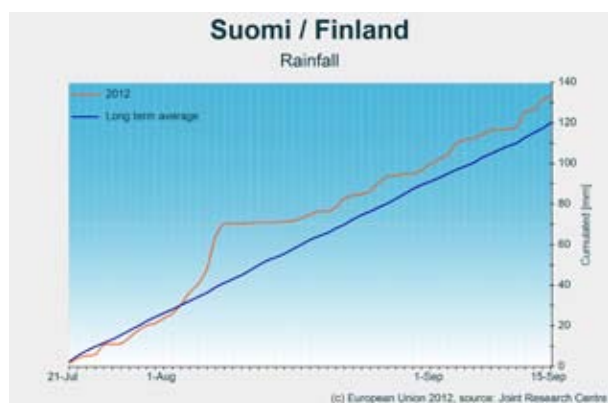 Suomi / Finland
Rainfall
2012
Long term average
140
120
100
80
60
40
20
0
Cumulated [mm]
21-Jul
1-Aug
1-Sep
15-Sep
(c) European Union 2012, source: Joint Research Centre